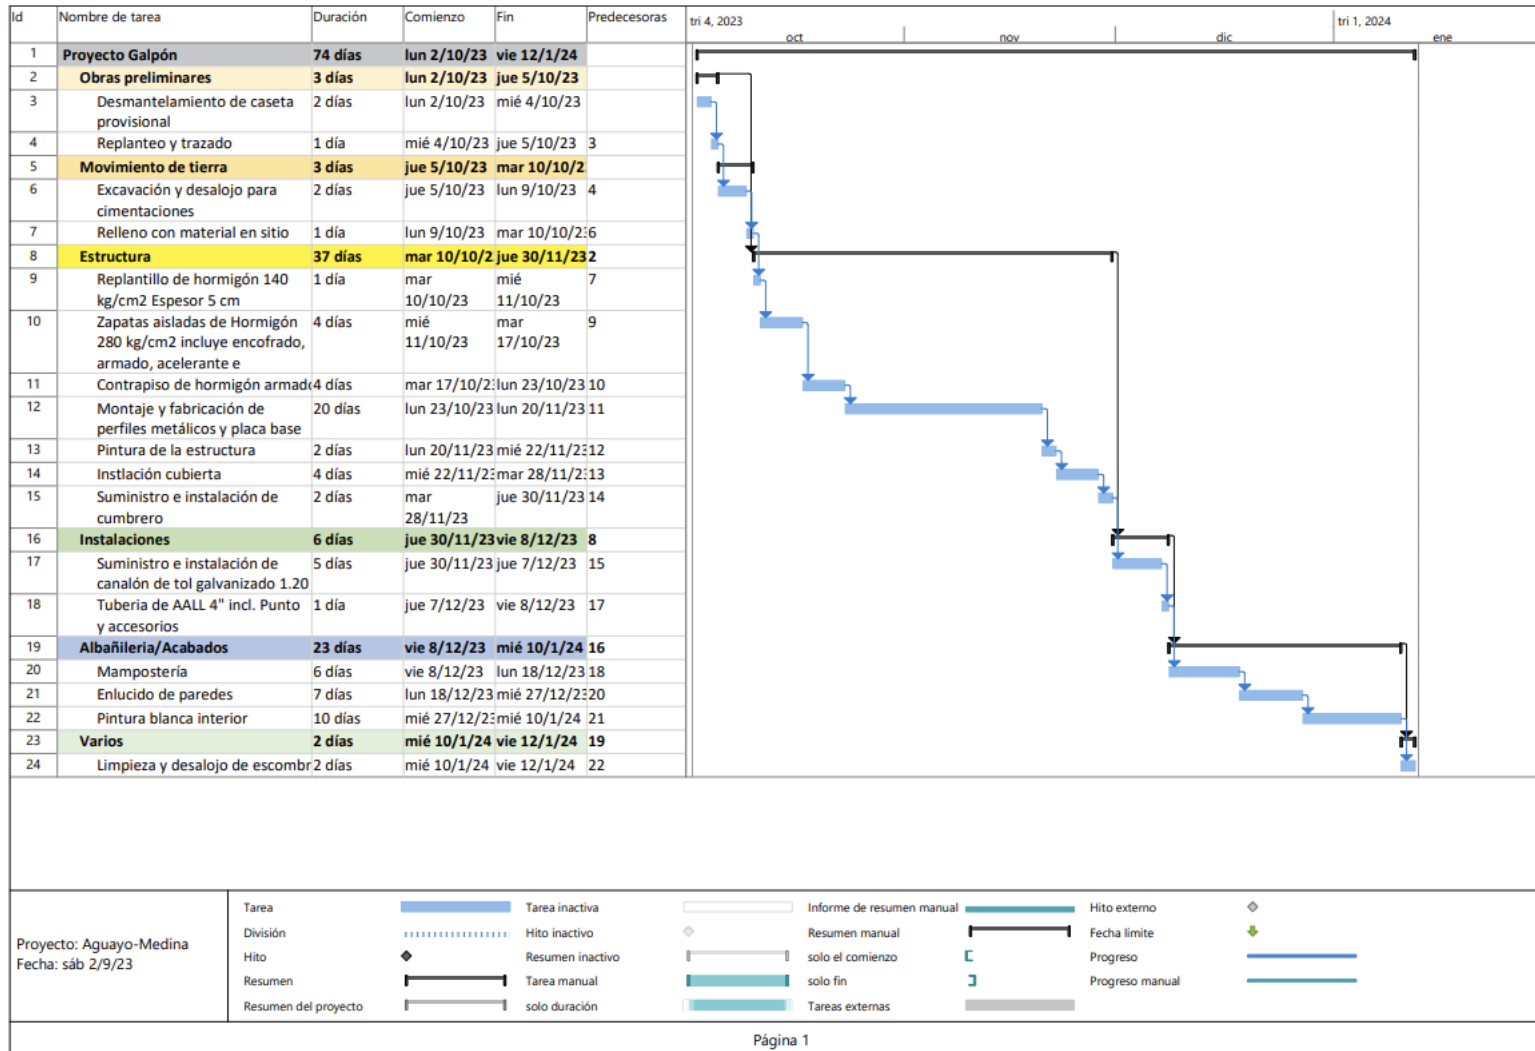 Id Nombre de tarea Duración Comienzo Fin Predecesoras tri 4, 2023 tri 1, 2024
oct nov dic ene
1 Proyecto Galpón 74 días lun 2/10/23 vie 12/1/24
2 Obras preliminares 3 días lun 2/10/23 jue 5/10/23
3 Desmantelamiento de caseta 2 días lun 2/10/23 mié 4/10/23
provisional
4 Replanteo y trazado 1 día mié 4/10/23 jue 5/10/23 3
5 Movimiento de tierra 3 días jue 5/10/23 mar 10/10/2
6 Excavación y desalojo para 2 días jue 5/10/23 lun 9/10/23 4
cimentaciones
7 Relleno con material en sitio 1 día lun 9/10/23 mar 10/10/23 6
8 Estructura 37 días mar 10/10/2 jue 30/11/23 2
9 Replantillo de hormigón 140 1 día mar mié 7
kg/cm2 Espesor 5 cm 10/10/23 11/10/23
10 Zapatas aisladas de Hormigón 4 días mié mar 9
280 kg/cm2 incluye encofrado, 11/10/23 17/10/23
armado, acelerante e
11 Contrapiso de hormigón armado 4 días mar 17/10/23 lun 23/10/23 10
12 Montaje y fabricación de 20 días lun 23/10/23 lun 20/11/23 11
perfiles metálicos y placa base
13 Pintura de la estructura 2 días lun 20/11/23 mié 22/11/23 12
14 Instlación cubierta 4 días mié 22/11/23 mar 28/11/23 13
15 Suministro e instalación de 2 días mar jue 30/11/23 14
cumbrero 28/11/23
16 Instalaciones 6 días jue 30/11/23 vie 8/12/23 8
17 Suministro e instalación de 5 días jue 30/11/23 jue 7/12/23 15
canalón de tol galvanizado 1.20
18 Tuberia de AALL 4" incl. Punto 1 día jue 7/12/23 vie 8/12/23 17
y accesorios
19 Albañileria/Acabados 23 días vie 8/12/23 mié 10/1/24 16
20 Mampostería 6 días vie 8/12/23 lun 18/12/23 18
21 Enlucido de paredes 7 días lun 18/12/23 mié 27/12/23 20
22 Pintura blanca interior 10 días mié 27/12/23 mié 10/1/24 21
23 Varios 2 días mié 10/1/24 vie 12/1/24 19
24 Limpieza y desalojo de escombr 2 días mié 10/1/24 vie 12/1/24 22
Proyecto: Aguayo-Medina
Fecha: sáb 2/9/23
Tarea Tarea inactiva Informe de resumen manual Hito externo
División Hito inactivo Resumen manual Fecha límite
Hito Resumen inactivo solo el comienzo Progreso
Resumen Tarea manual solo fin Progreso manual
Resumen del proyecto solo duración Tareas externas
Página 1